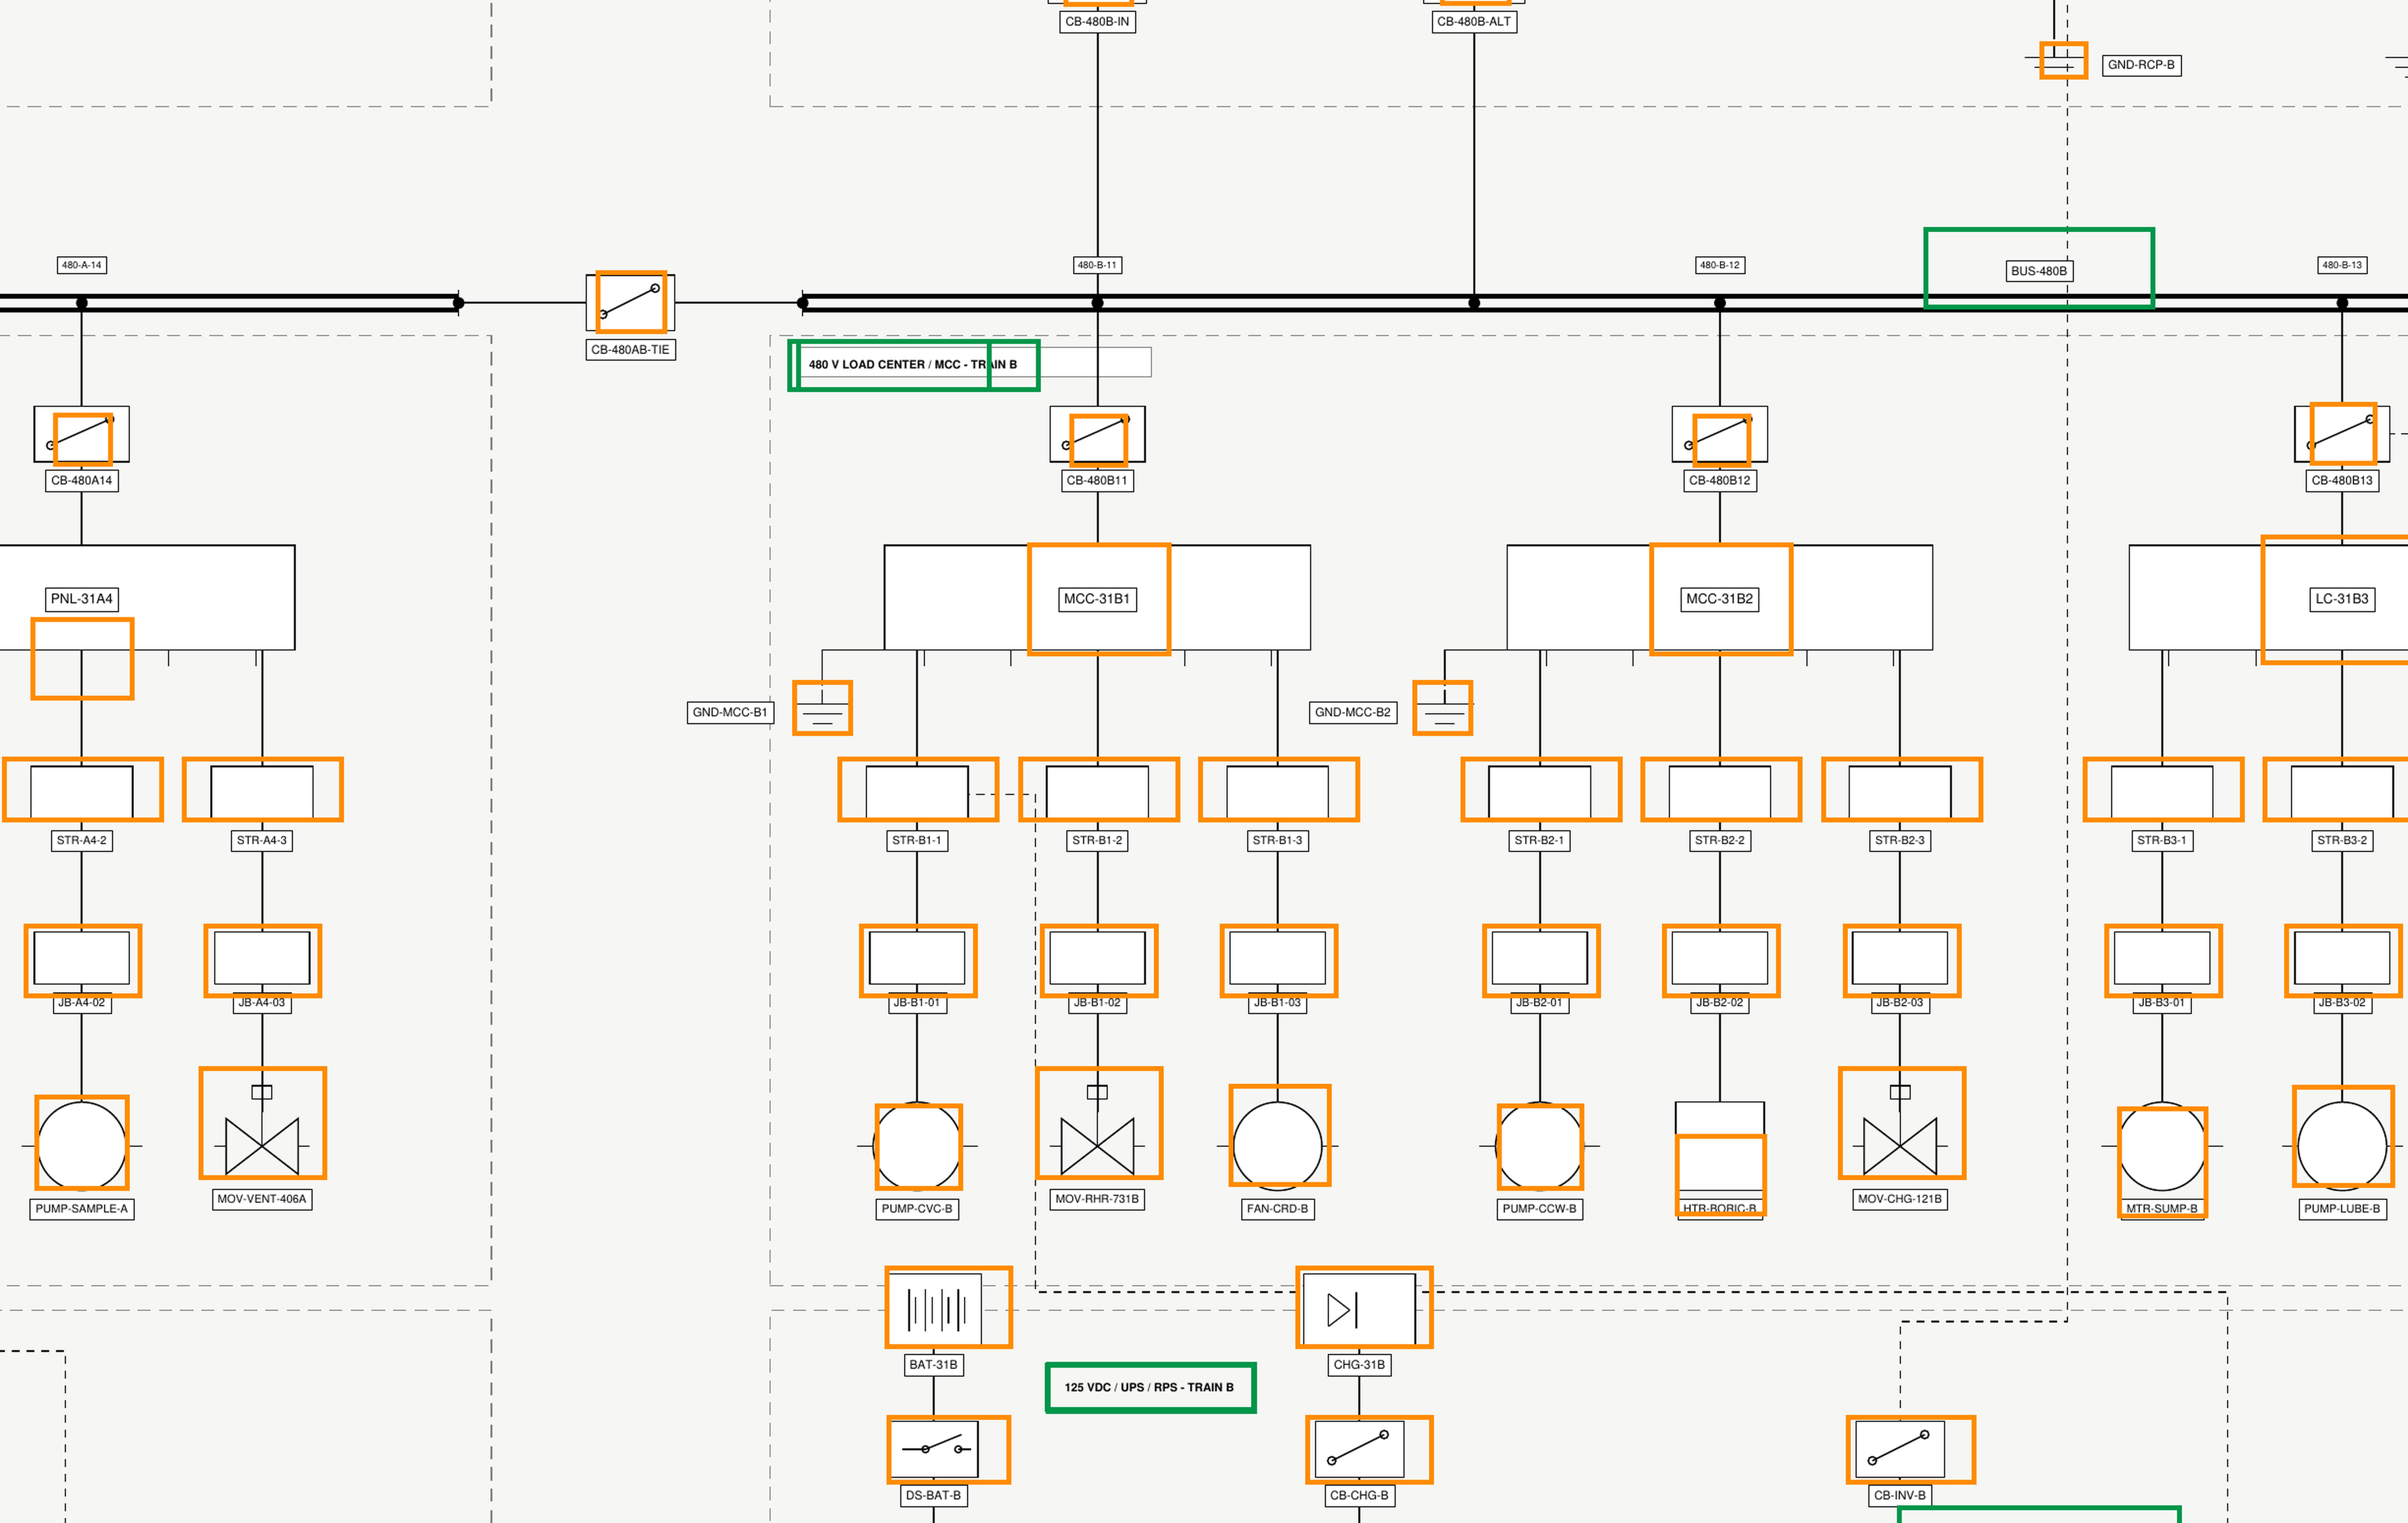 CB-480B-IN
CB-480B-ALT
GND-RCP-B
480-A-14
480-B-11
480-B-12
BUS-480B
480-B-13
CB-480AB-TIE
480 V LOAD CENTER / MCC - TRAIN B
CB-480A14
CB-480B11
CB-480B12
CB-480B13
PNL-31A4
MCC-31B1
MCC-31B2
LC-31B3
GND-MCC-B1
GND-MCC-B2
STR-A4-2
STR-A4-3
STR-B1-1
STR-B1-2
STR-B1-3
STR-B2-1
STR-B2-2
STR-B2-3
STR-B3-1
STR-B3-2
JB-A4-02
JB-A4-03
JB-B1-01
JB-B1-02
JB-B1-03
JB-B2-01
JB-B2-02
JB-B2-03
JB-B3-01
JB-B3-02
PUMP-SAMPLE-A
MOV-VENT-406A
PUMP-CVC-B
MOV-RHR-731B
FAN-CRD-B
PUMP-CCW-B
HTR-BORIC-B
MOV-CHG-121B
MTR-SUMP-B
PUMP-LUBE-B
BAT-31B
CHG-31B
125 VDC / UPS / RPS - TRAIN B
DS-BAT-B
CB-CHG-B
CB-INV-B